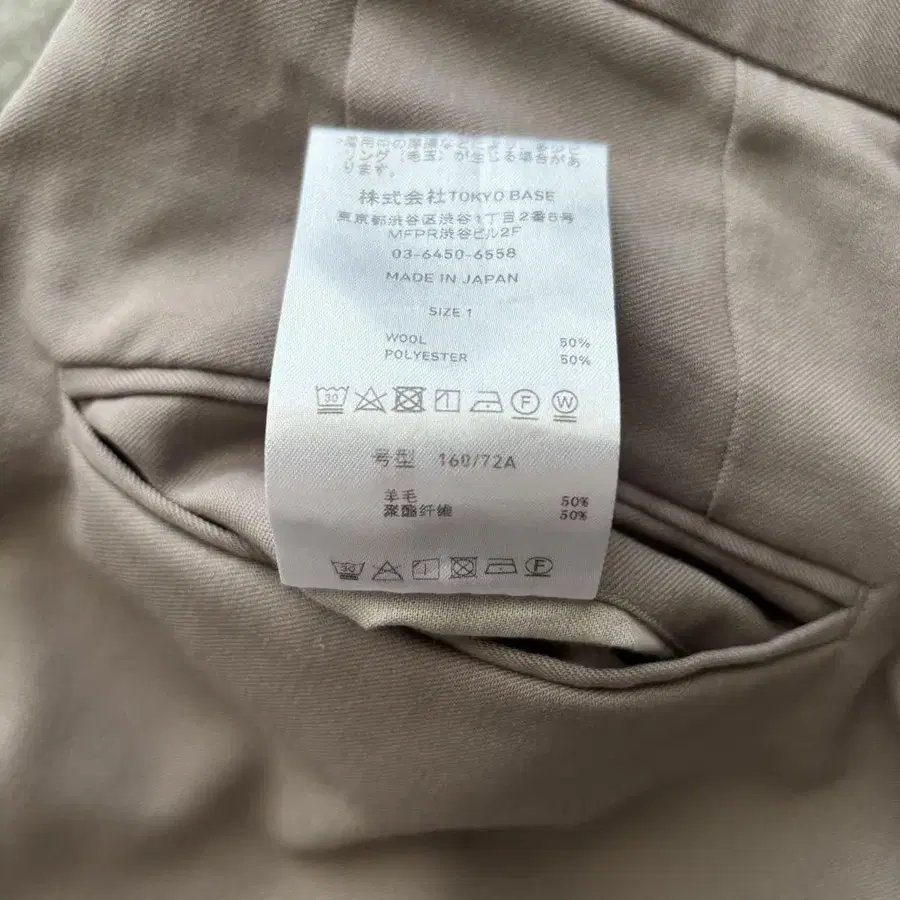 着用布の摩擦などにより、
リング（毛玉）が生じる場合があ
ります。
株式会社TOKYO BASE
東京都渋谷区渋谷1丁目2番5号
MFPR渋谷ビル2F
03-6450-6558
MADE IN JAPAN
SIZE 1
WOOL 50%
POLYESTER 50%
30 F W
号型 160/72A
羊毛 50%
聚酯纤维 50%
30 F